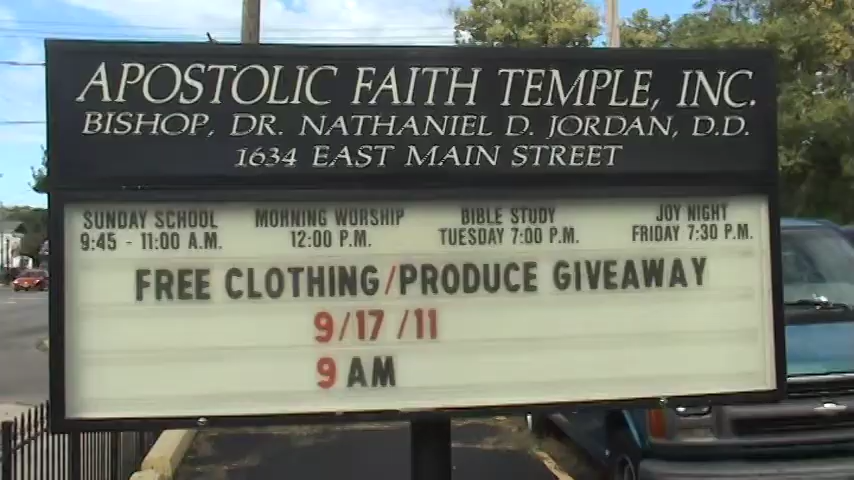 APOSTOLIC FAITH TEMPLE, INC.
BISHOP, DR. NATHANIEL D. JORDAN, D.D.
1634 EAST MAIN STREET
SUNDAY SCHOOL MORNING WORSHIP BIBLE STUDY JOY NIGHT
9:45 - 11:00 A.M. 12:00 P.M. TUESDAY 7:00 P.M. FRIDAY 7:30 P.M.
FREE CLOTHING/PRODUCE GIVEAWAY
9/17 /11
9 AM